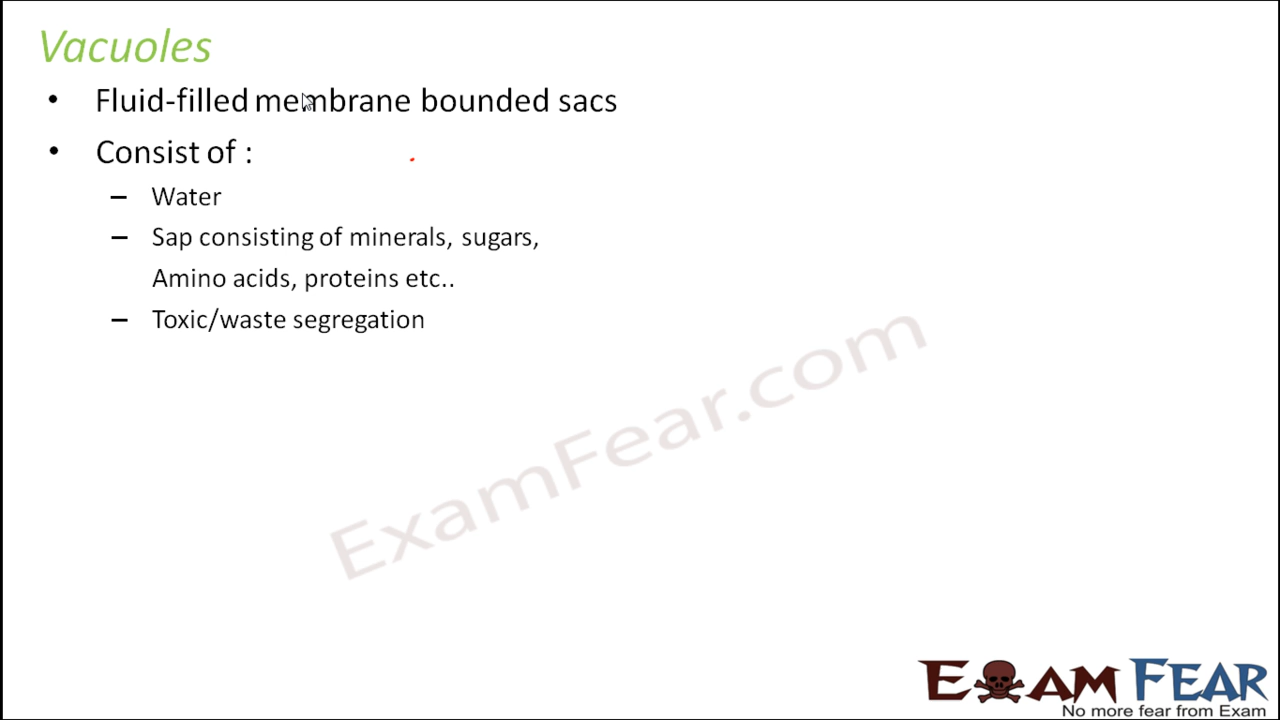 Vacuoles
• Fluid-filled membrane bounded sacs
• Consist of :
– Water
– Sap consisting of minerals, sugars,
Amino acids, proteins etc..
– Toxic/waste segregation
ExamFear.com
EXAM FEAR
No more fear from Exam